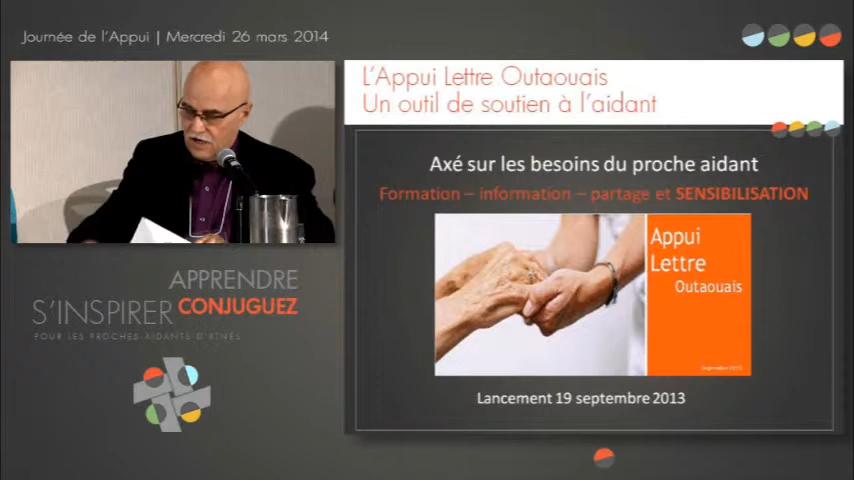 Journée de l'Appui | Mercredi 26 mars 2014
L'Appui Lettre Outaouais
Un outil de soutien à l'aidant
Axé sur les besoins du proche aidant
Formation – information – partage et SENSIBILISATION
Appui
Lettre
Outaouais
Septembre 2013
Lancement 19 septembre 2013
APPRENDRE
S'INSPIRER CONJUGUEZ
POUR LES PROCHES-AIDANTS D'AÎNÉS